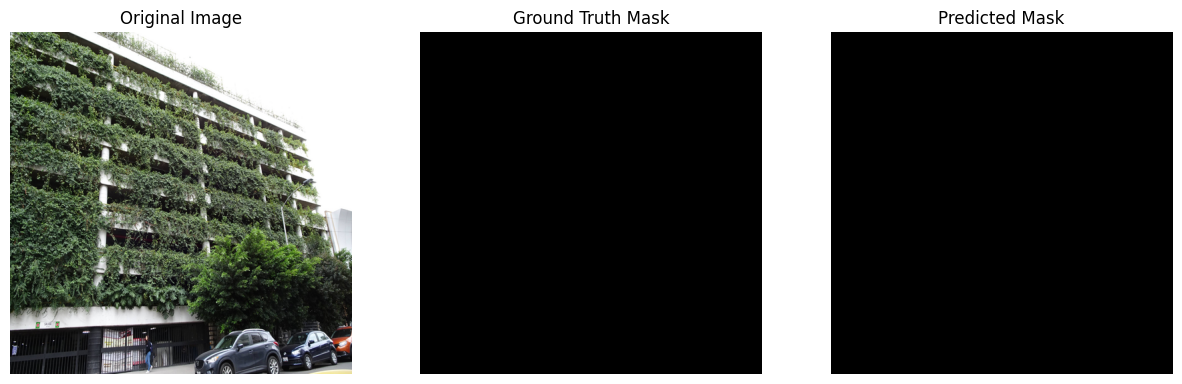 Original Image
Ground Truth Mask
Predicted Mask